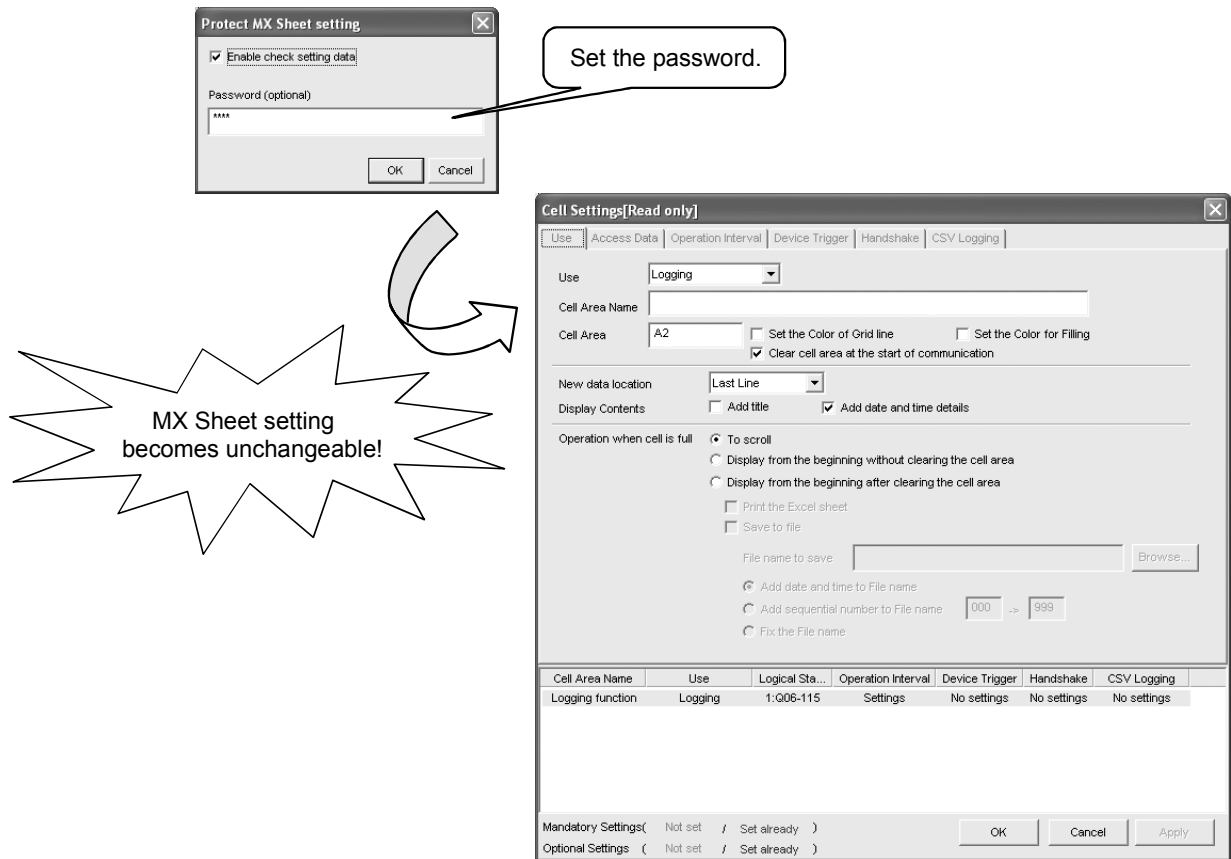 Protect MX Sheet setting
Enable check setting data
Password (optional)
****
OK Cancel
Set the password.
MX Sheet setting
becomes unchangeable!
Cell Settings[Read only]
Use Access Data Operation Interval Device Trigger Handshake CSV Logging
Use Logging
Cell Area Name
Cell Area A2 Set the Color of Grid line Set the Color for Filling
Clear cell area at the start of communication
New data location Last Line
Display Contents Add title Add date and time details
Operation when cell is full To scroll
Display from the beginning without clearing the cell area
Display from the beginning after clearing the cell area
Print the Excel sheet
Save to file
File name to save Browse...
Add date and time to File name
Add sequential number to File name 000 -> 999
Fix the File name
Cell Area Name Use Logical Sta... Operation Interval Device Trigger Handshake CSV Logging
Logging function Logging 1:Q06-115 Settings No settings No settings No settings
Mandatory Settings( Not set / Set already )
Optional Settings ( Not set / Set already )
OK Cancel Apply